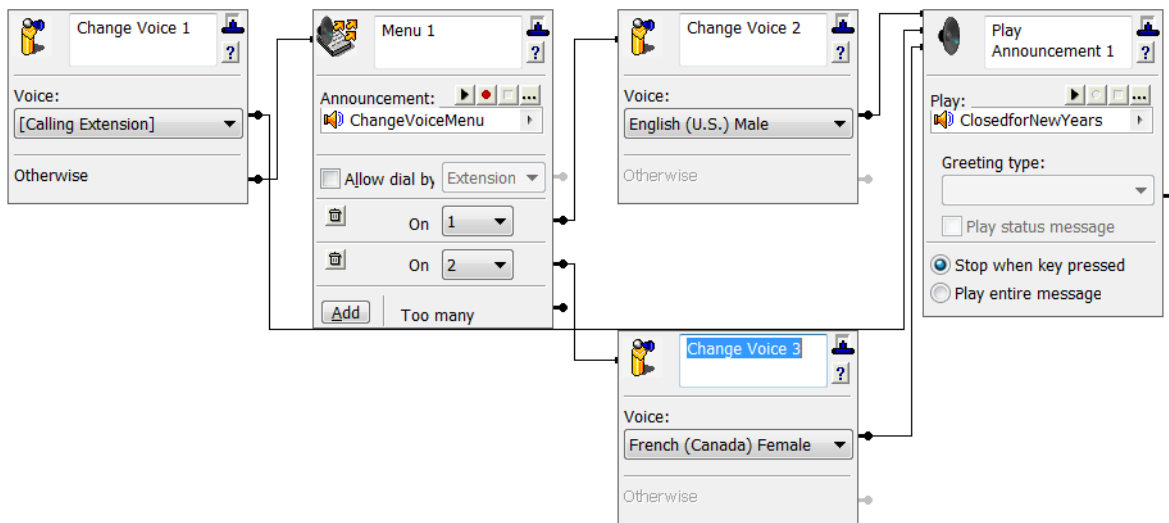 Change Voice 1
?
Voice:
[Calling Extension]
Otherwise
Menu 1
?
Announcement:
...
ChangeVoiceMenu
Allow dial by
Extension
On
1
On
2
Add
Too many
Change Voice 2
?
Voice:
English (U.S.) Male
Otherwise
Change Voice 3
?
Voice:
French (Canada) Female
Otherwise
Play
Announcement 1
?
Play:
...
ClosedforNewYears
Greeting type:
Play status message
Stop when key pressed
Play entire message